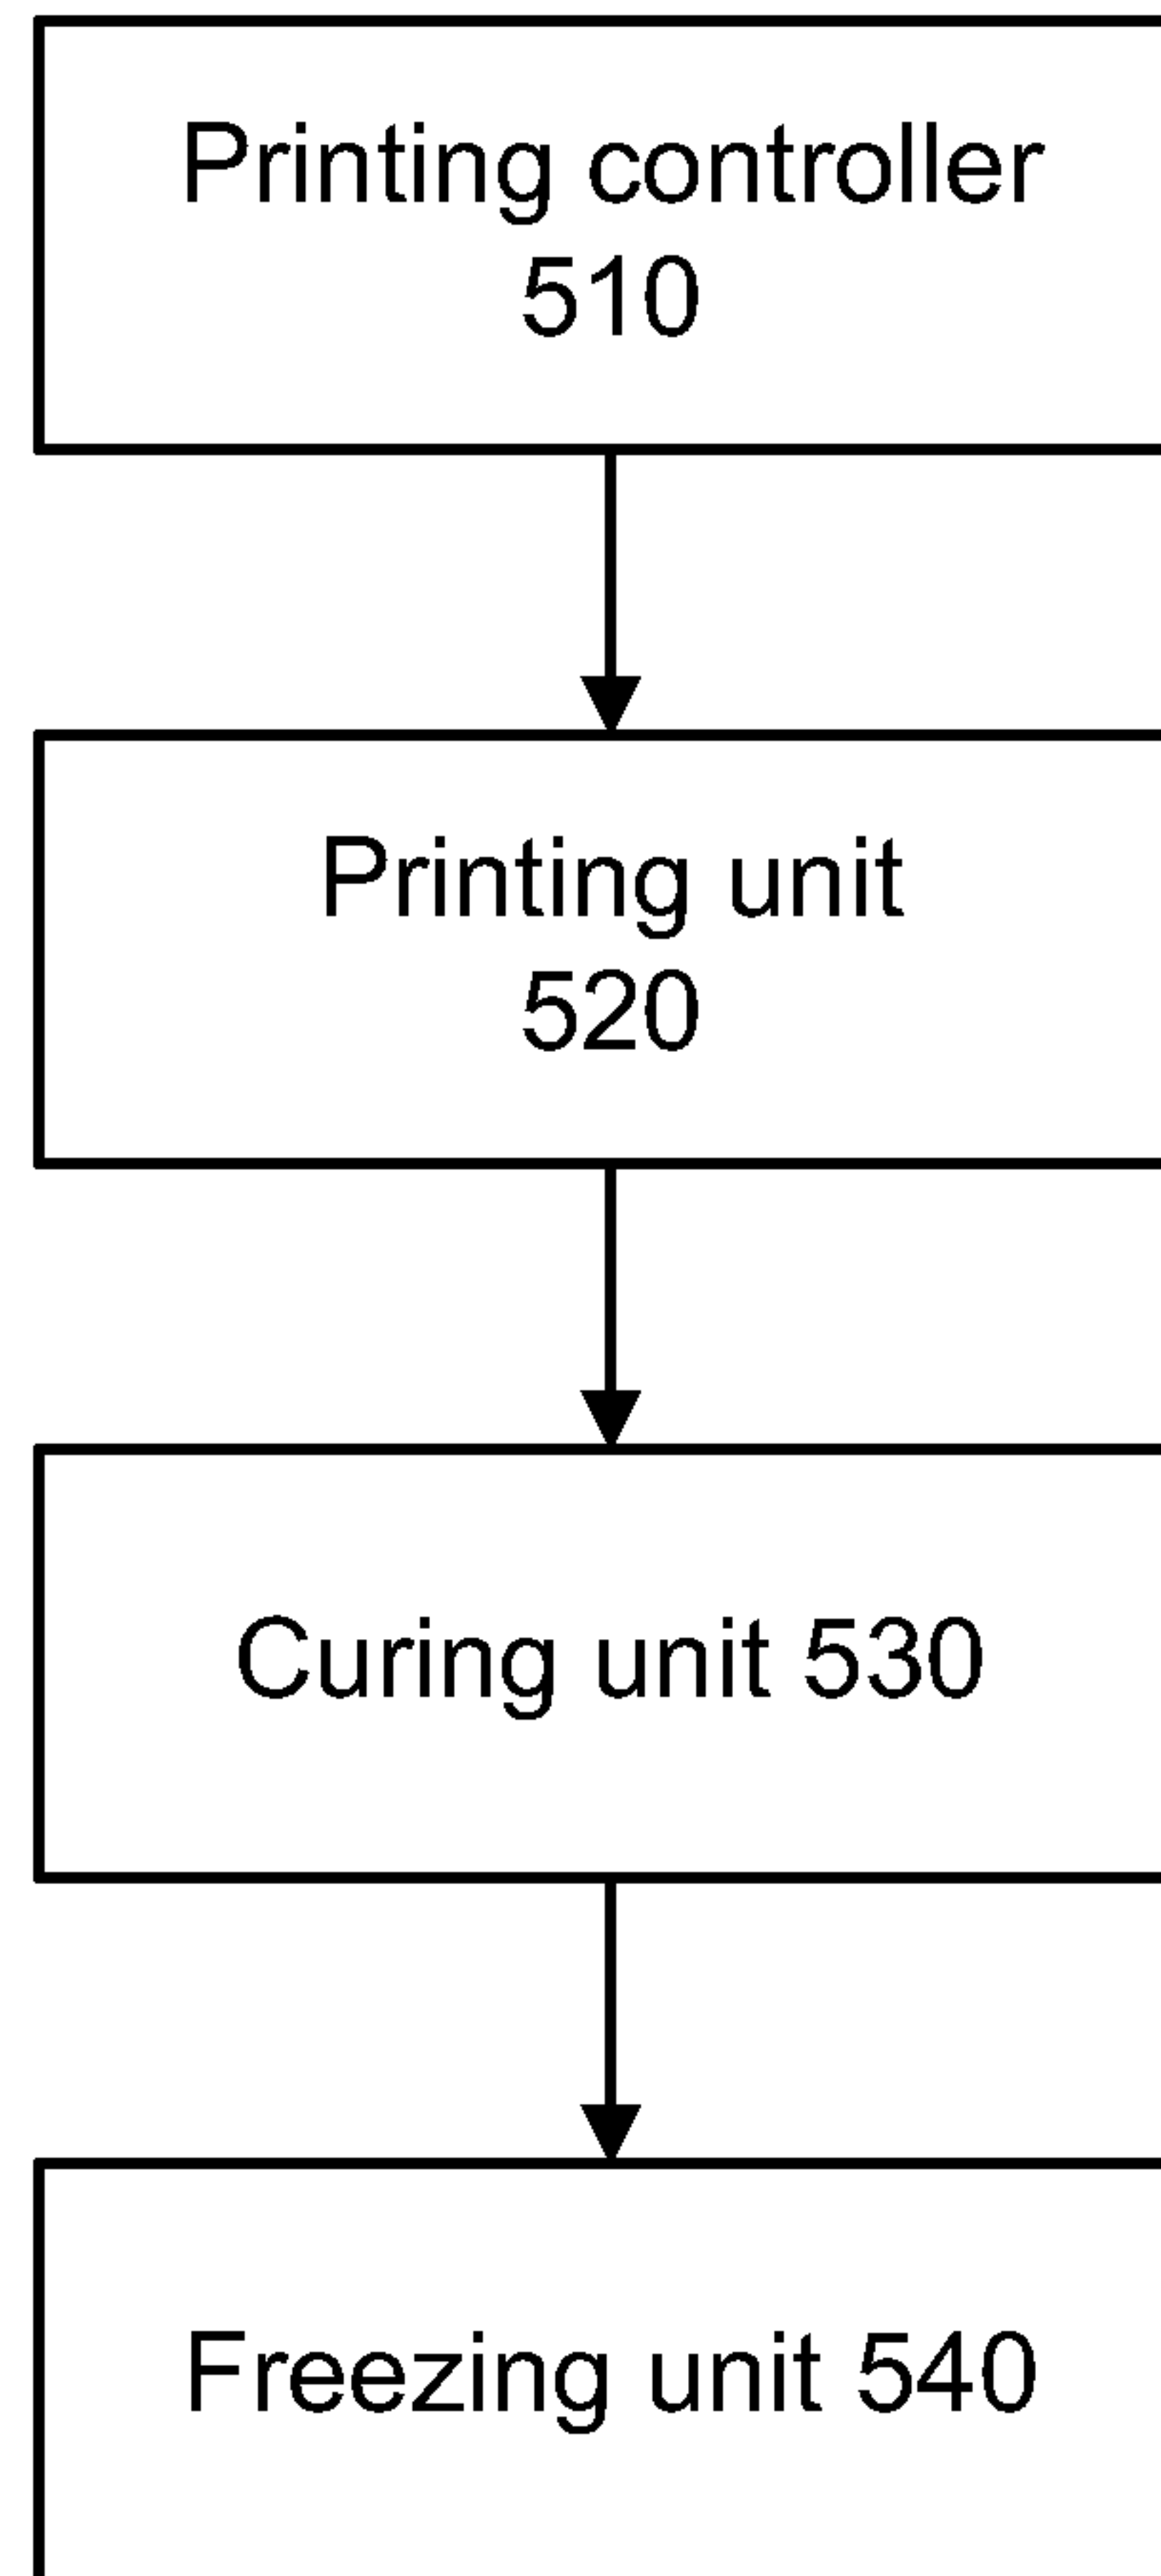 Printing controller
510
Printing unit
520
Curing unit 530
Freezing unit 540